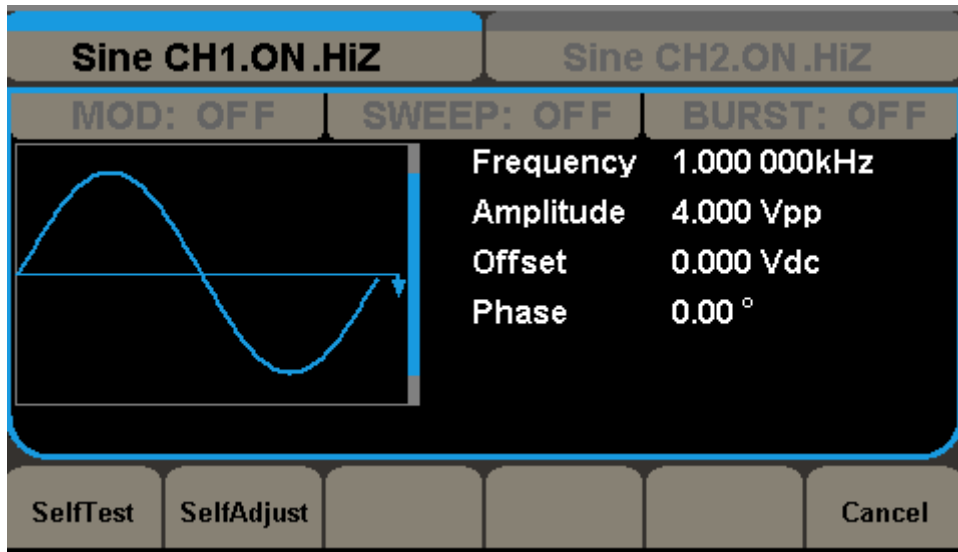 Sine CH1.ON.HiZ Sine CH2.ON.HiZ
MOD: OFF SWEEP: OFF BURST: OFF
Frequency 1.000 000kHz
Amplitude 4.000 Vpp
Offset 0.000 Vdc
Phase 0.00 °
SelfTest SelfAdjust Cancel